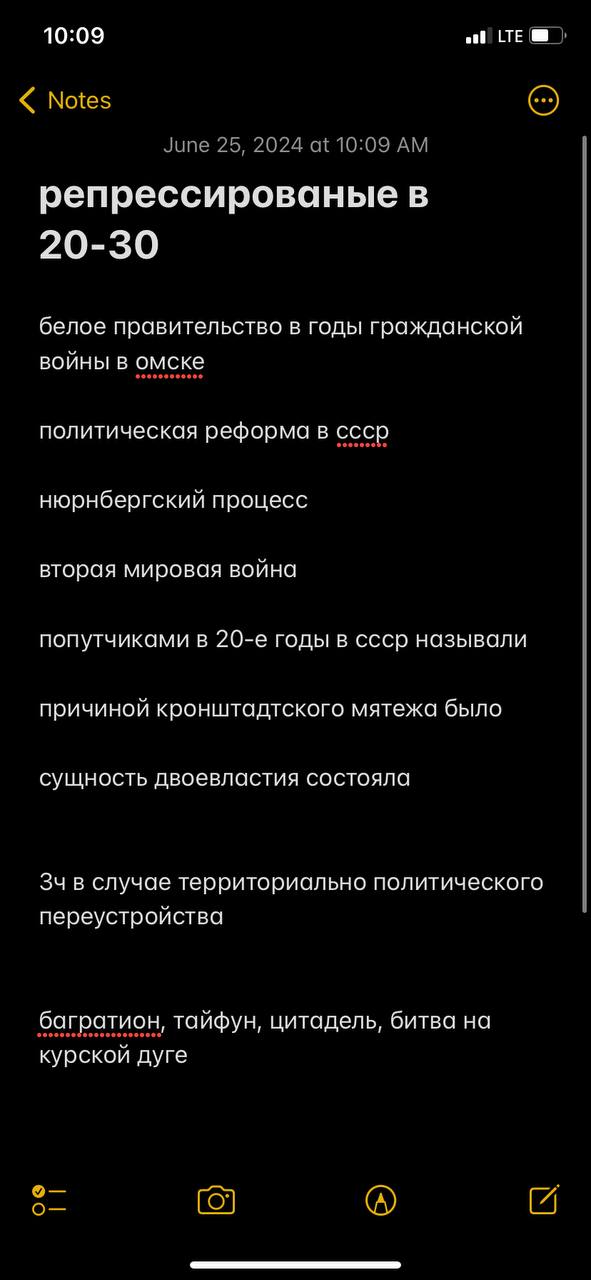 10:09
LTE
Notes
June 25, 2024 at 10:09 AM
репрессированые в
20-30
белое правительство в годы гражданской
войны в омске
политическая реформа в ссср
нюрнбергский процесс
вторая мировая война
попутчиками в 20-е годы в ссср называли
причиной кронштадтского мятежа было
сущность двоевластия состояла
3ч в случае территориально политического
переустройства
багратион, тайфун, цитадель, битва на
курской дуге